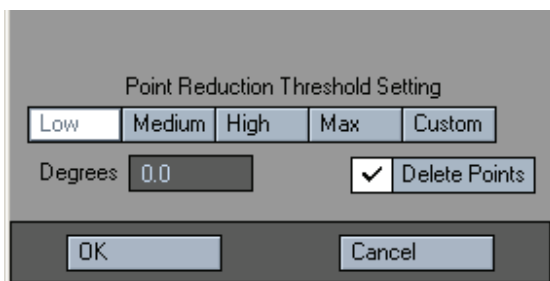 Point Reduction Threshold Setting
Low Medium High Max Custom
Degrees 0.0 Delete Points
OK Cancel